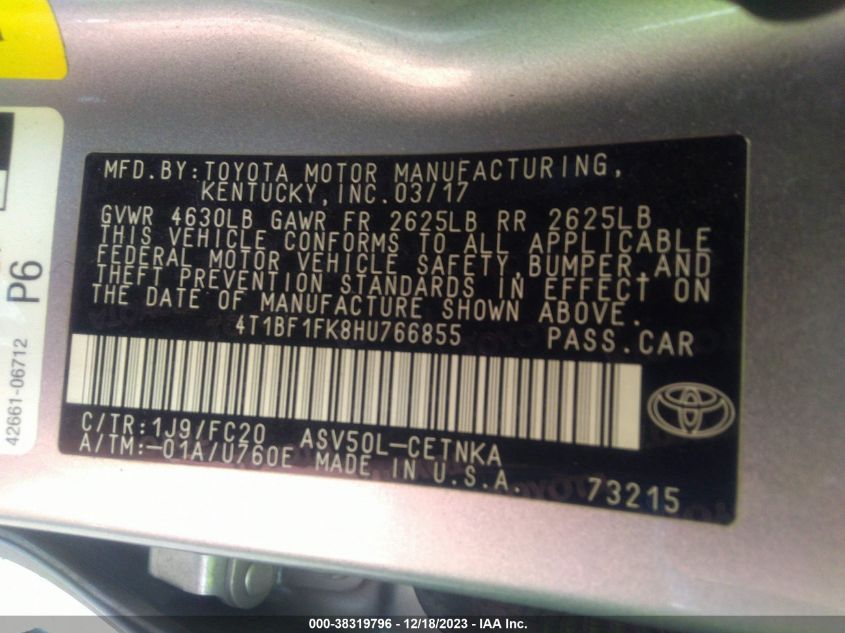 MFD.BY:TOYOTA MOTOR MANUFACTURING,
KENTUCKY,INC.03/17
GVWR 4630LB GAWR FR 2625LB RR 2625LB
THIS VEHICLE CONFORMS TO ALL APPLICABLE
FEDERAL MOTOR VEHICLE SAFETY,BUMPER,AND
THEFT PREVENTION STANDARDS IN EFFECT ON
THE DATE OF MANUFACTURE SHOWN ABOVE.
4T1BF1FK8HU766855 PASS.CAR
C/TR:1J9/FC20 ASV50L-CETNKA
A/TM:-01A/U760E MADE IN U.S.A. 73215
P6
42661-06712
000-38319796 - 12/18/2023 - IAA Inc.